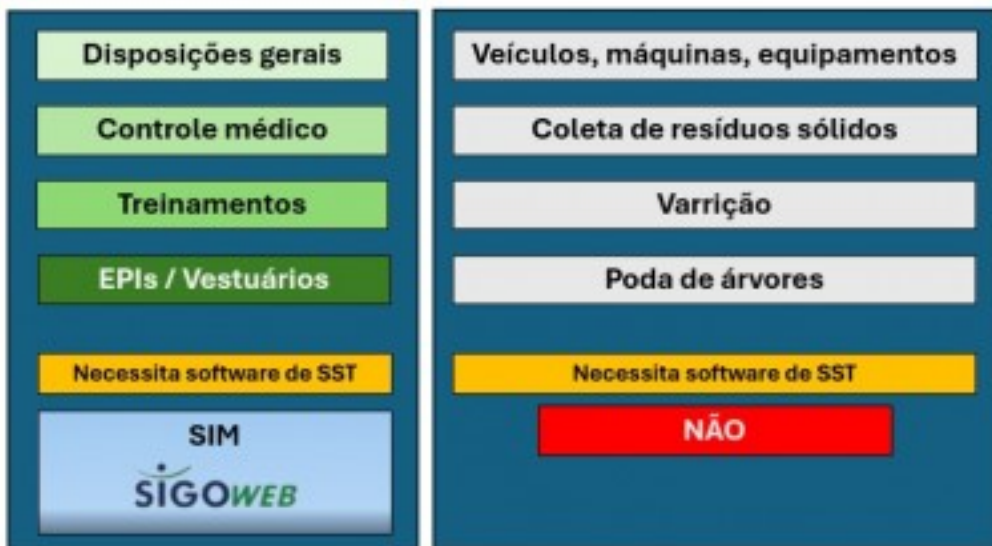 Disposições gerais
Controle médico
Treinamentos
EPIs / Vestuários
Necessita software de SST
SIM
SIGOWEB
Veículos, máquinas, equipamentos
Coleta de resíduos sólidos
Varrição
Poda de árvores
Necessita software de SST
NÃO